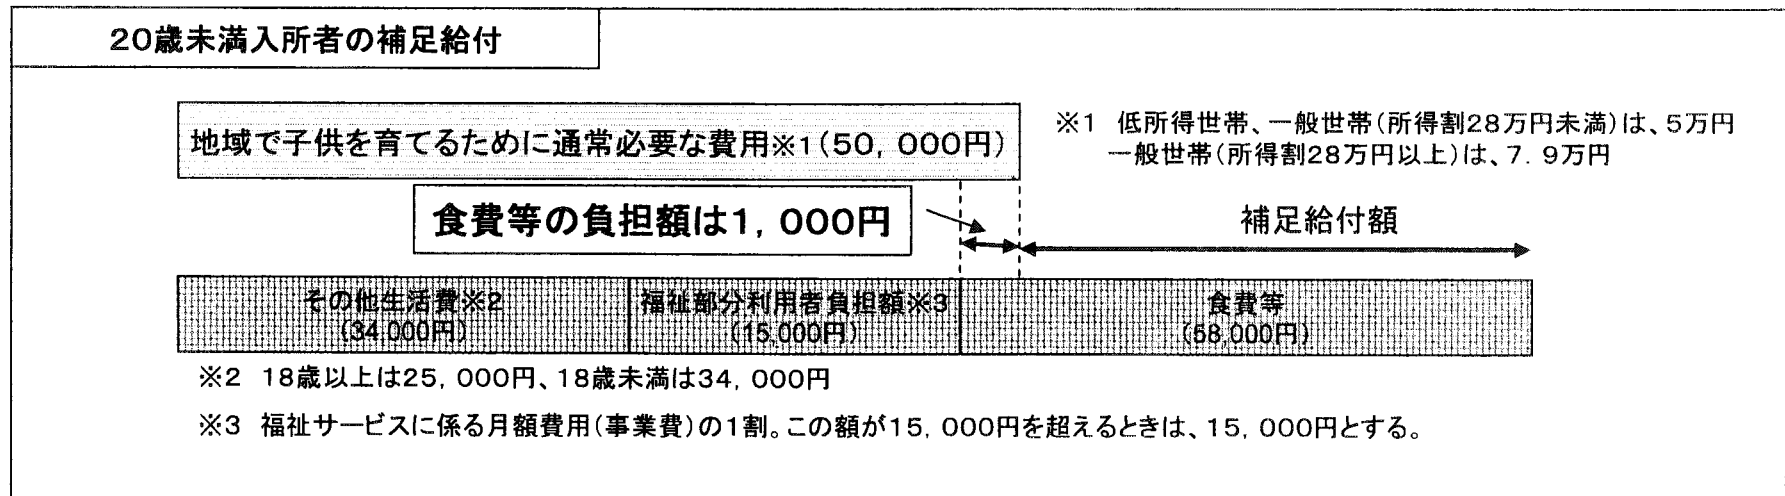 20歳未満入所者の補足給付
地域で子供を育てるために通常必要な費用※1(50,000円)
※1 低所得世帯、一般世帯(所得割28万円未満)は、5万円
一般世帯(所得割28万円以上)は、7.9万円
食費等の負担額は1,000円
補足給付額
その他生活費※2
(34,000円)
福祉部分利用者負担額※3
(15,000円)
食費等
(58,000円)
※2 18歳以上は25,000円、18歳未満は34,000円
※3 福祉サービスに係る月額費用(事業費)の1割。この額が15,000円を超えるときは、15,000円とする。